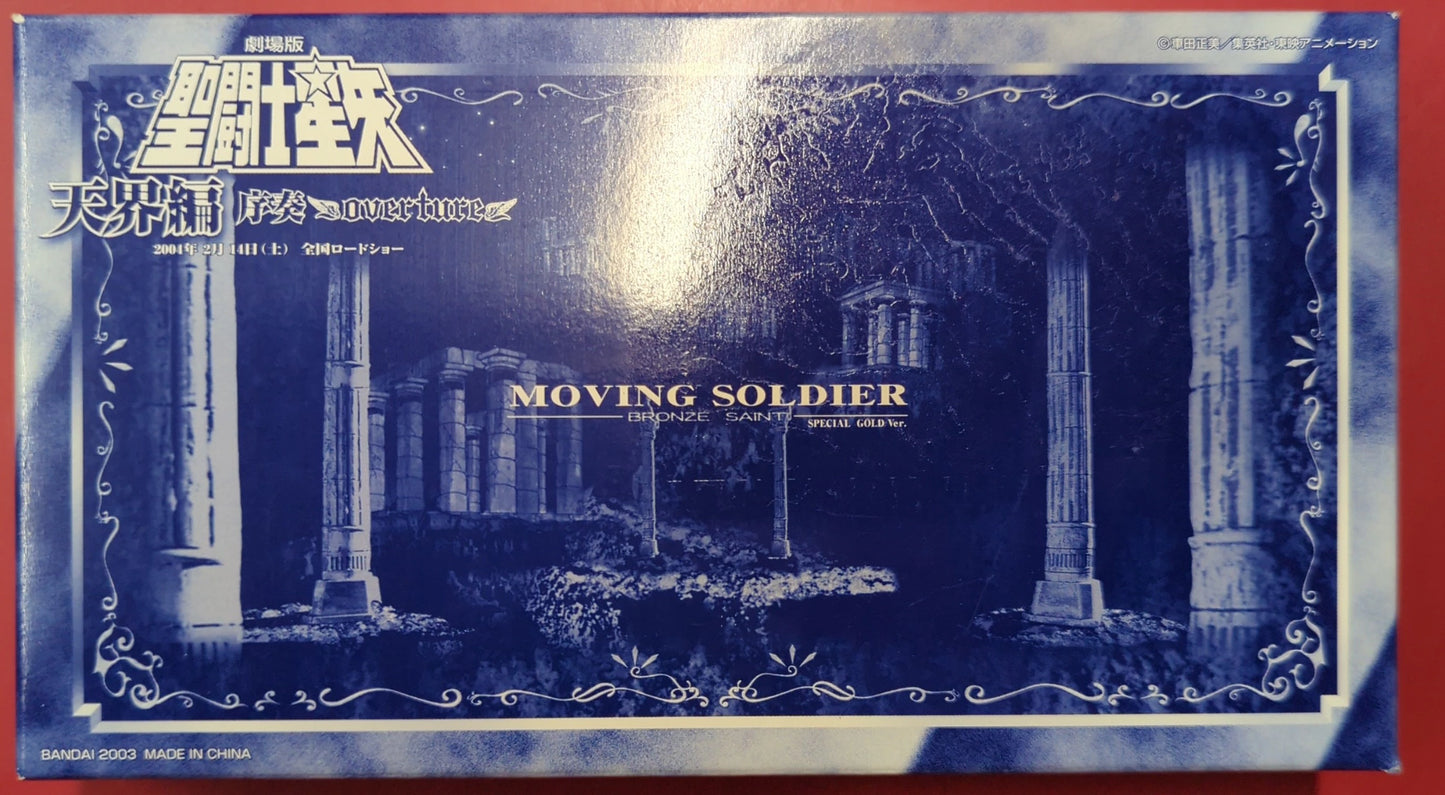 劇場版
聖闘士星矢
天界編 序奏 overture
2004年 2月 14日(土) 全国ロードショー
©車田正美／集英社・東映アニメーション
MOVING SOLDIER
BRONZE SAINT
SPECIAL GOLD Ver.
BANDAI 2003 MADE IN CHINA